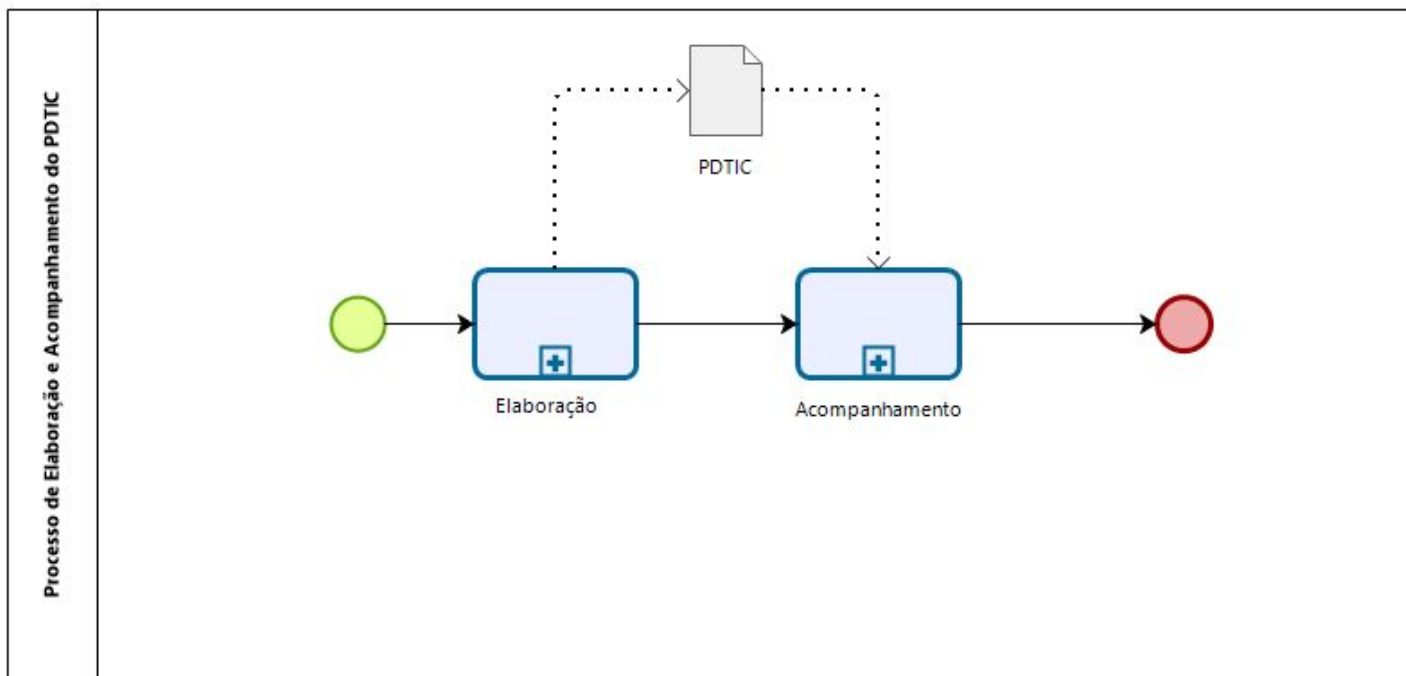 Processo de Elaboração e Acompanhamento do PDTIC
PDTIC
Elaboração
Acompanhamento